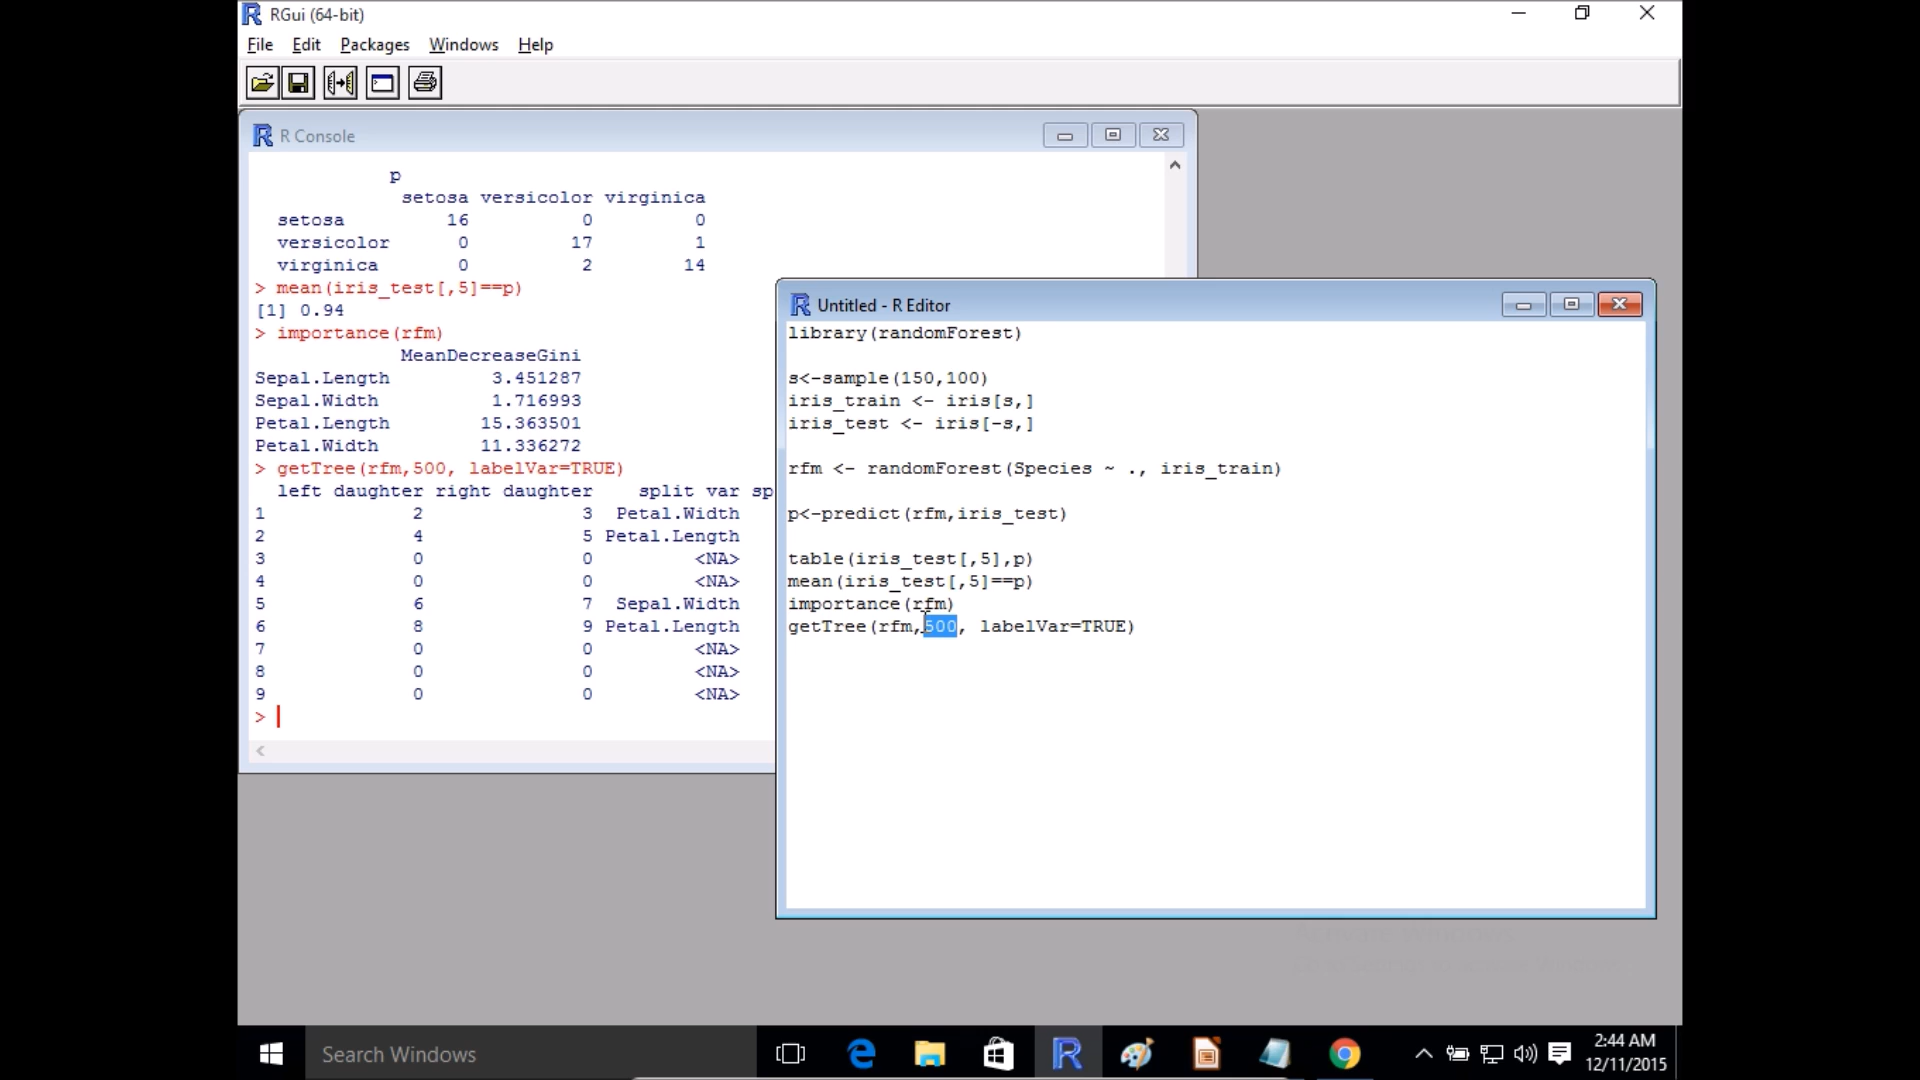 RGui (64-bit)
File Edit Packages Windows Help
R Console
p
setosa versicolor virginica
setosa 16 0 0
versicolor 0 17 1
virginica 0 2 14
> mean(iris_test[,5]==p)
[1] 0.94
> importance(rfm)
MeanDecreaseGini
Sepal.Length 3.451287
Sepal.Width 1.716993
Petal.Length 15.363501
Petal.Width 11.336272
> getTree(rfm,500, labelVar=TRUE)
left daughter right daughter split var sp
1 2 3 Petal.Width
2 4 5 Petal.Length
3 0 0 <NA>
4 0 0 <NA>
5 6 7 Sepal.Width
6 8 9 Petal.Length
7 0 0 <NA>
8 0 0 <NA>
9 0 0 <NA>
>
Untitled - R Editor
library(randomForest)
s<-sample(150,100)
iris_train <- iris[s,]
iris_test <- iris[-s,]
rfm <- randomForest(Species ~ ., iris_train)
p<-predict(rfm,iris_test)
table(iris_test[,5],p)
mean(iris_test[,5]==p)
importance(rfm)
getTree(rfm,500, labelVar=TRUE)
Search Windows
2:44 AM
12/11/2015